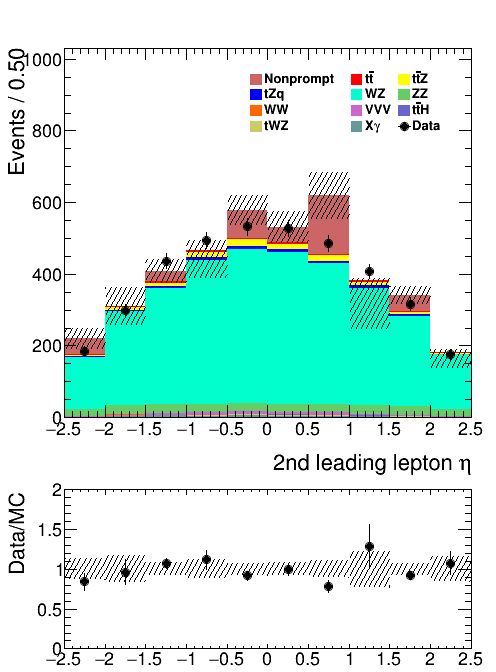 Events / 0.50
1000
800
600
400
200
0
Nonprompt tt̄ tt̄Z
tZq WZ ZZ
WW VVV tt̄H
tWZ Xγ Data
−2.5 −2 −1.5 −1 −0.5 0 0.5 1 1.5 2 2.5
2nd leading lepton η
Data/MC
2
1.5
1
0.5
0
−2.5 −2 −1.5 −1 −0.5 0 0.5 1 1.5 2 2.5